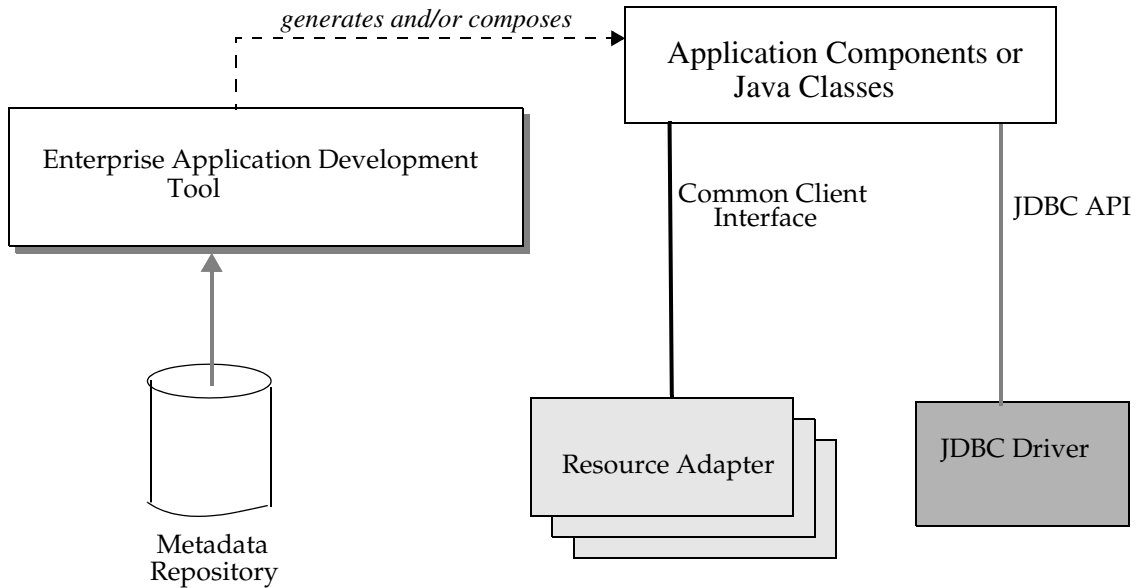 generates and/or composes
Application Components or
Java Classes
Enterprise Application Development
Tool
Common Client
Interface
JDBC API
Resource Adapter
JDBC Driver
Metadata
Repository